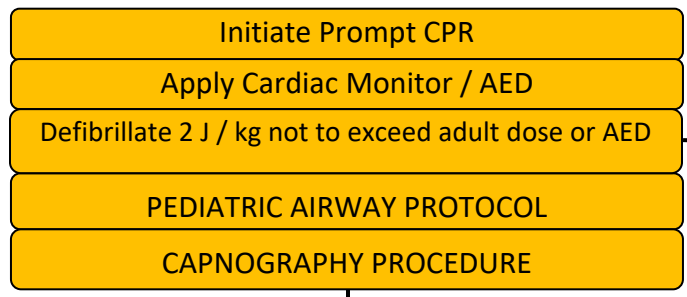 Initiate Prompt CPR
Apply Cardiac Monitor / AED
Defibrillate 2 J / kg not to exceed adult dose or AED
PEDIATRIC AIRWAY PROTOCOL
CAPNOGRAPHY PROCEDURE